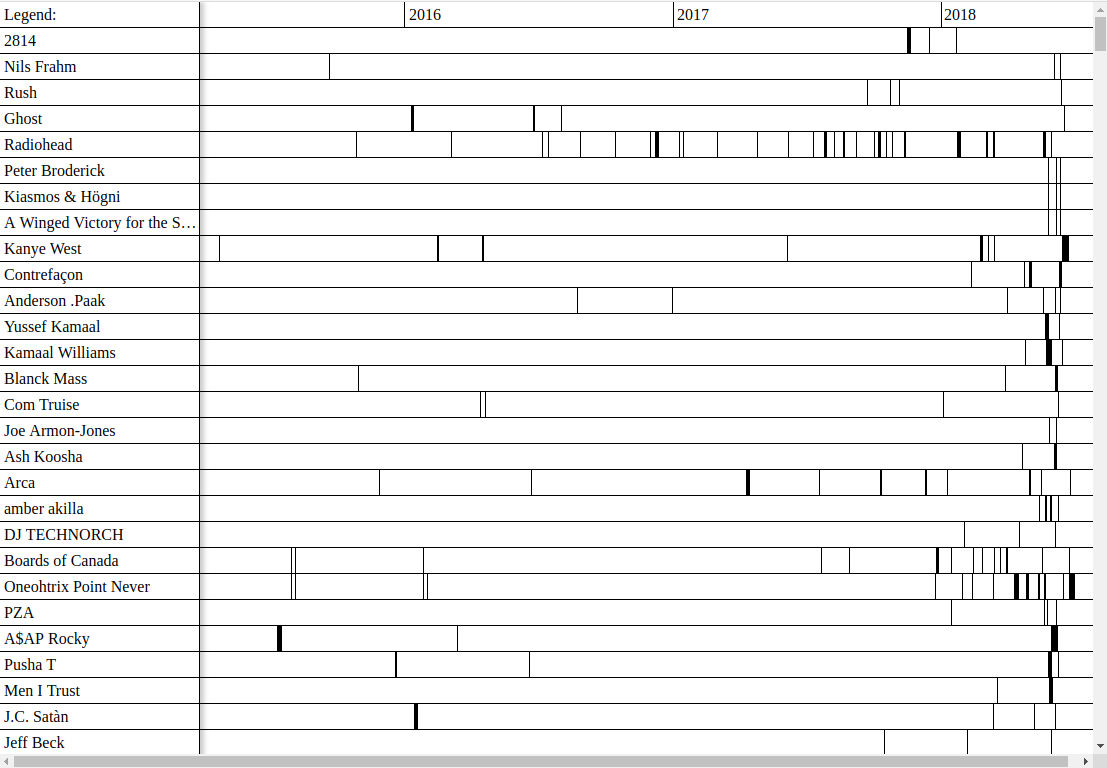 Legend: 2016 2017 2018
2814
Nils Frahm
Rush
Ghost
Radiohead
Peter Broderick
Kiasmos & Högni
A Winged Victory for the S…
Kanye West
Contrefaçon
Anderson .Paak
Yussef Kamaal
Kamaal Williams
Blanck Mass
Com Truise
Joe Armon-Jones
Ash Koosha
Arca
amber akilla
DJ TECHNORCH
Boards of Canada
Oneohtrix Point Never
PZA
A$AP Rocky
Pusha T
Men I Trust
J.C. Satàn
Jeff Beck